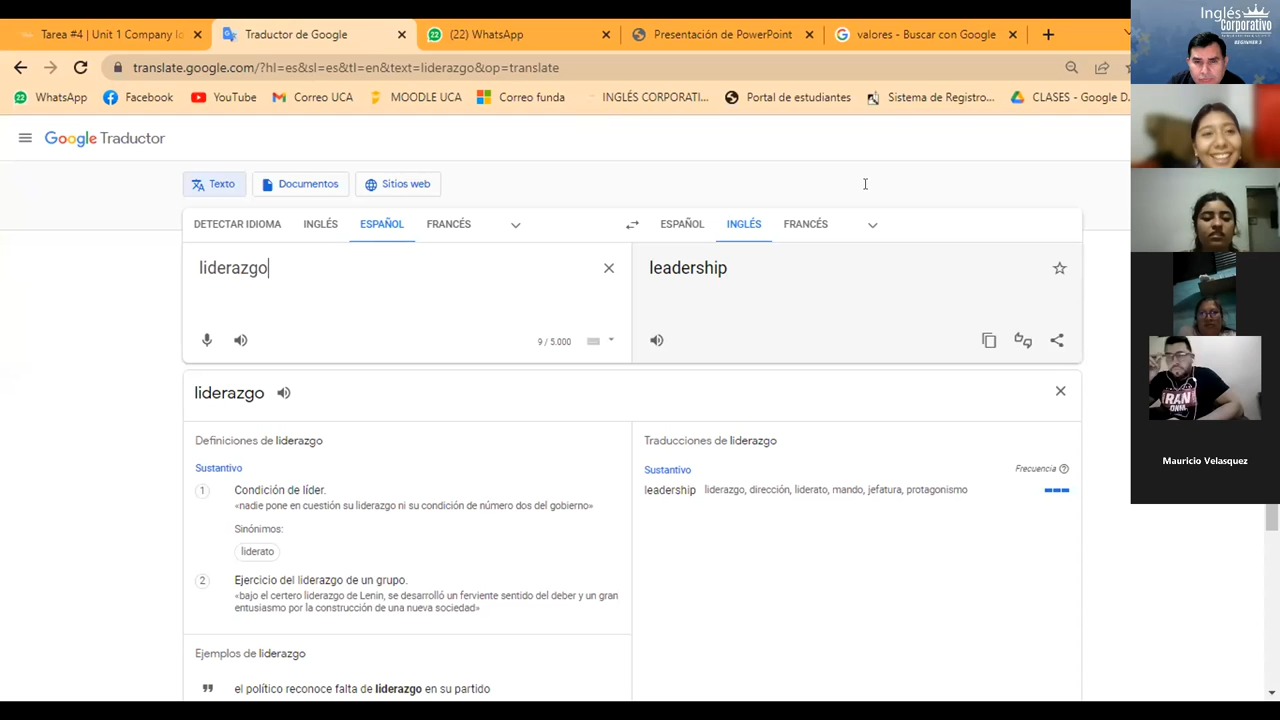 Tarea #4 | Unit 1 Company lo
Traductor de Google
(22) WhatsApp
Presentación de PowerPoint
valores - Buscar con Google
translate.google.com/?hl=es&sl=es&tl=en&text=liderazgo&op=translate
WhatsApp
Facebook
YouTube
Correo UCA
MOODLE UCA
Correo funda
INGLÉS CORPORATI...
Portal de estudiantes
Sistema de Registro...
CLASES - Google D...
Google Traductor
Texto
Documentos
Sitios web
DETECTAR IDIOMA
INGLÉS
ESPAÑOL
FRANCÉS
ESPAÑOL
INGLÉS
FRANCÉS
liderazgo
leadership
9 / 5.000
liderazgo
Definiciones de liderazgo
Sustantivo
1
Condición de líder.
«nadie pone en cuestión su liderazgo ni su condición de número dos del gobierno»
Sinónimos:
liderato
2
Ejercicio del liderazgo de un grupo.
«bajo el certero liderazgo de Lenin, se desarrolló un ferviente sentido del deber y un gran
entusiasmo por la construcción de una nueva sociedad»
Ejemplos de liderazgo
el político reconoce falta de liderazgo en su partido
Traducciones de liderazgo
Sustantivo
Frecuencia
leadership
liderazgo, dirección, liderato, mando, jefatura, protagonismo
Inglés
Corporativo
BEGINNER 2
Mauricio Velasquez